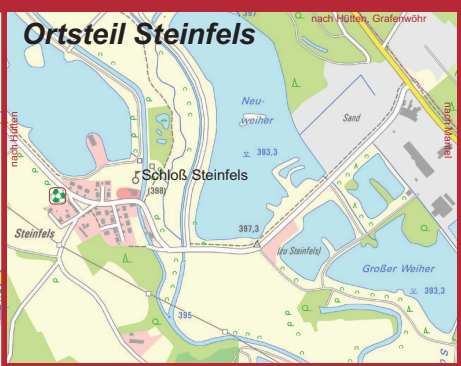 nach Hütten, Grafenwöhr
397
Ortsteil Steinfels
Neu-
weiher
393,3
Sand
nach Mantel
nach Hütten
Schloß Steinfels
(398)
Steinfels
397,3
(zu Steinfels)
Großer Weiher
393,3
395